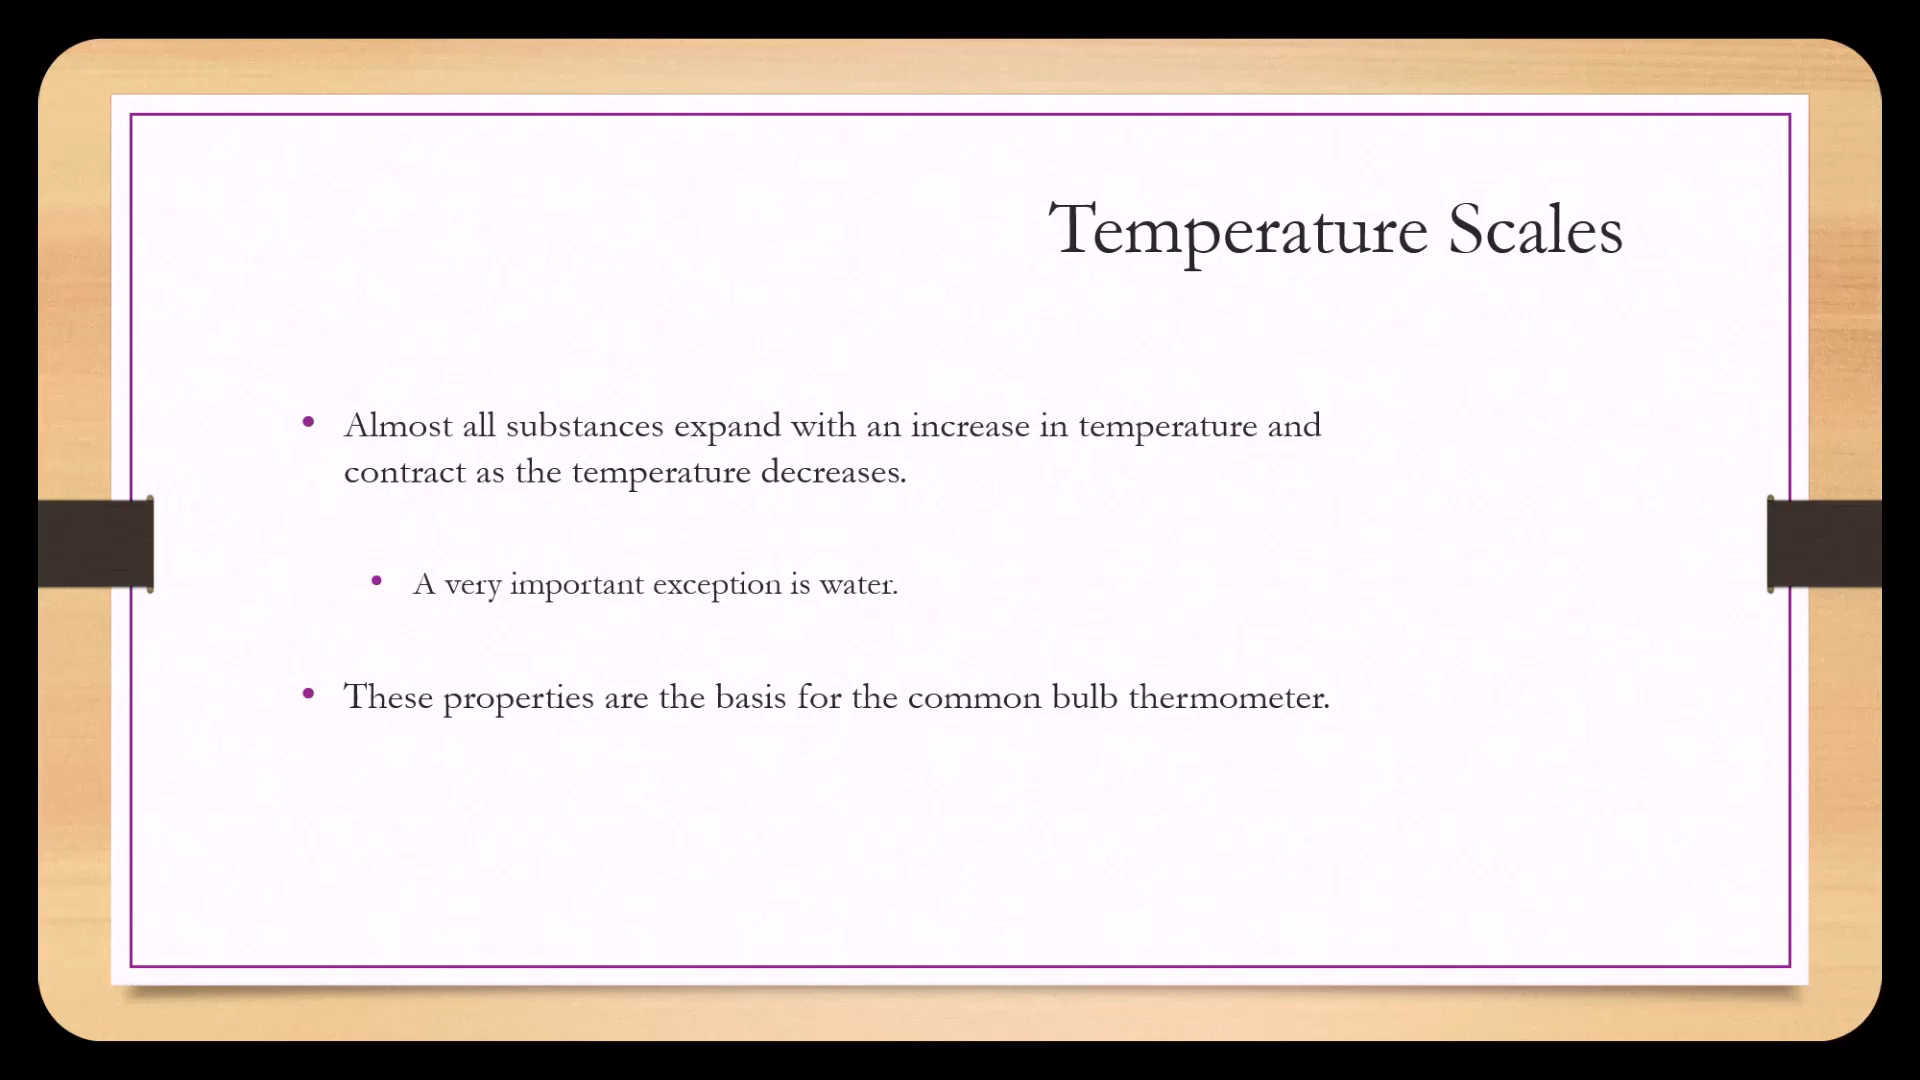 Temperature Scales
• Almost all substances expand with an increase in temperature and
contract as the temperature decreases.
• A very important exception is water.
• These properties are the basis for the common bulb thermometer.